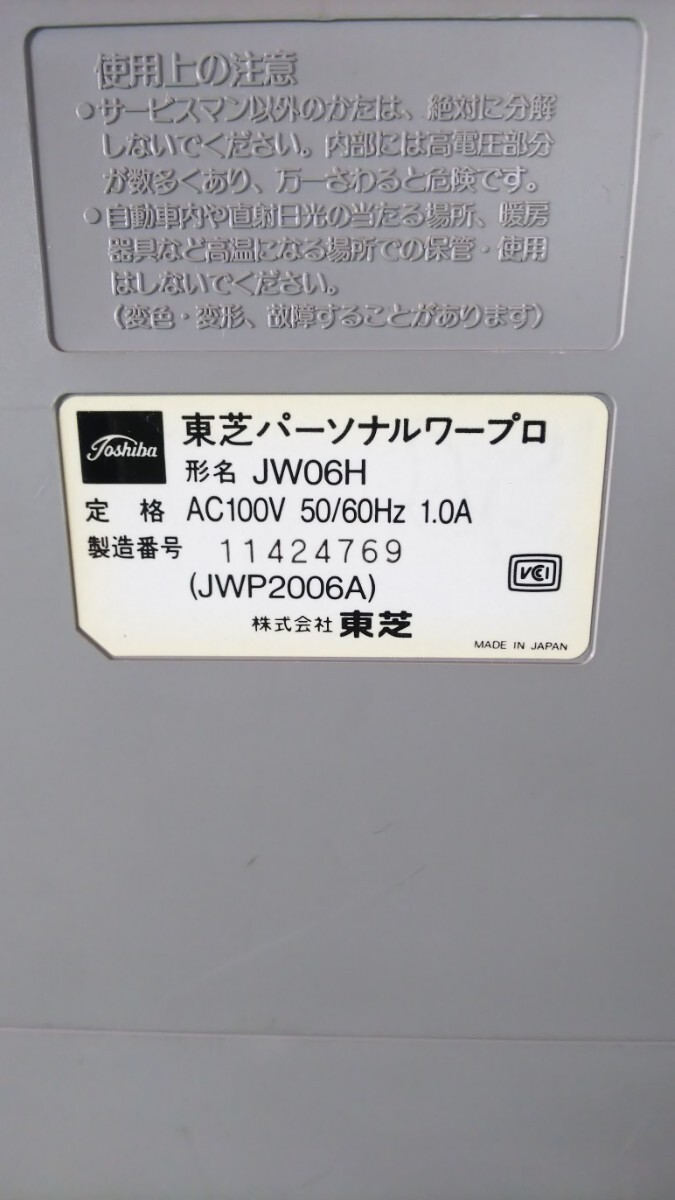 使用上の注意
●サービスマン以外のかたは、絶対に分解
しないでください。内部には高電圧部分
が数多くあり、万一さわると危険です。
●自動車内や直射日光の当たる場所、暖房
器具など高温になる場所での保管・使用
はしないでください。
(変色・変形、故障することがあります)
Toshiba
東芝パーソナルワープロ
形名 JW06H
定格 AC100V 50/60Hz 1.0A
製造番号 11424769
(JWP2006A)
VCCI
株式会社 東芝
MADE IN JAPAN